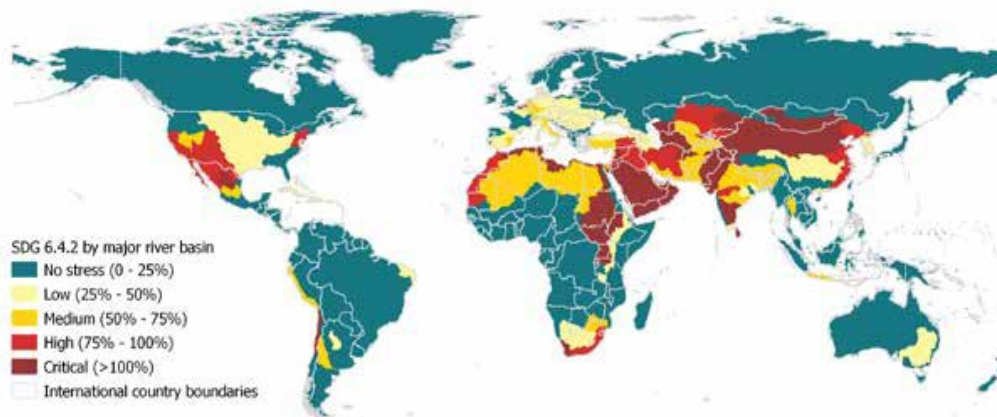 SDG 6.4.2 by major river basin
No stress (0 - 25%)
Low (25% - 50%)
Medium (50% - 75%)
High (75% - 100%)
Critical (>100%)
International country boundaries